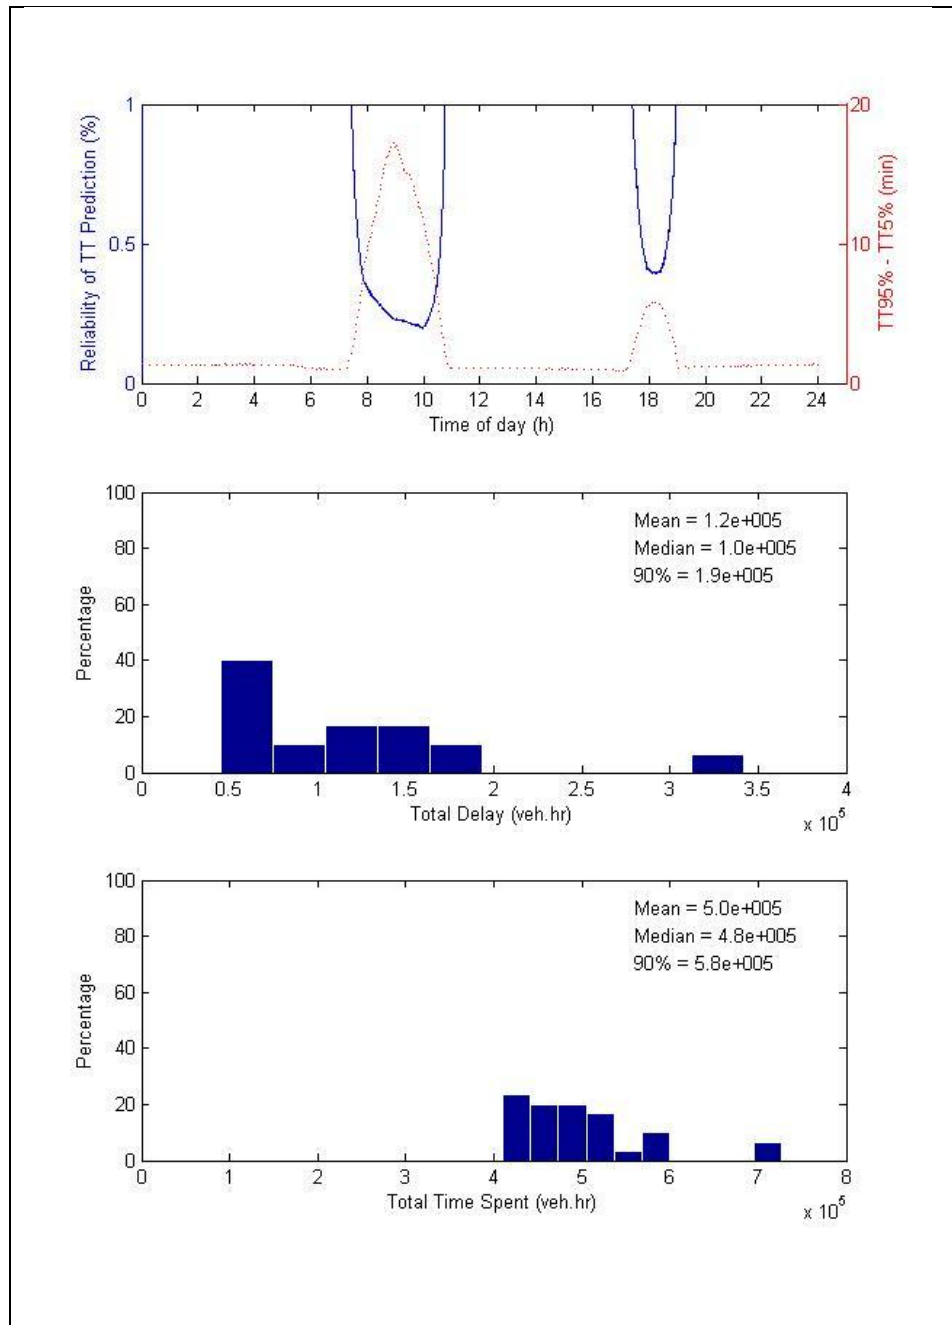 1
20
Reliability of TT Prediction (%)
0.5
10
TT95% - TT5% (min)
0
0
0 2 4 6 8 10 12 14 16 18 20 22 24
Time of day (h)
100
Mean = 1.2e+005
Median = 1.0e+005
90% = 1.9e+005
80
60
Percentage
40
20
0
0 0.5 1 1.5 2 2.5 3 3.5 4
Total Delay (veh.hr)
x 10^5
100
Mean = 5.0e+005
Median = 4.8e+005
90% = 5.8e+005
80
60
Percentage
40
20
0
0 1 2 3 4 5 6 7 8
Total Time Spent (veh.hr)
x 10^5